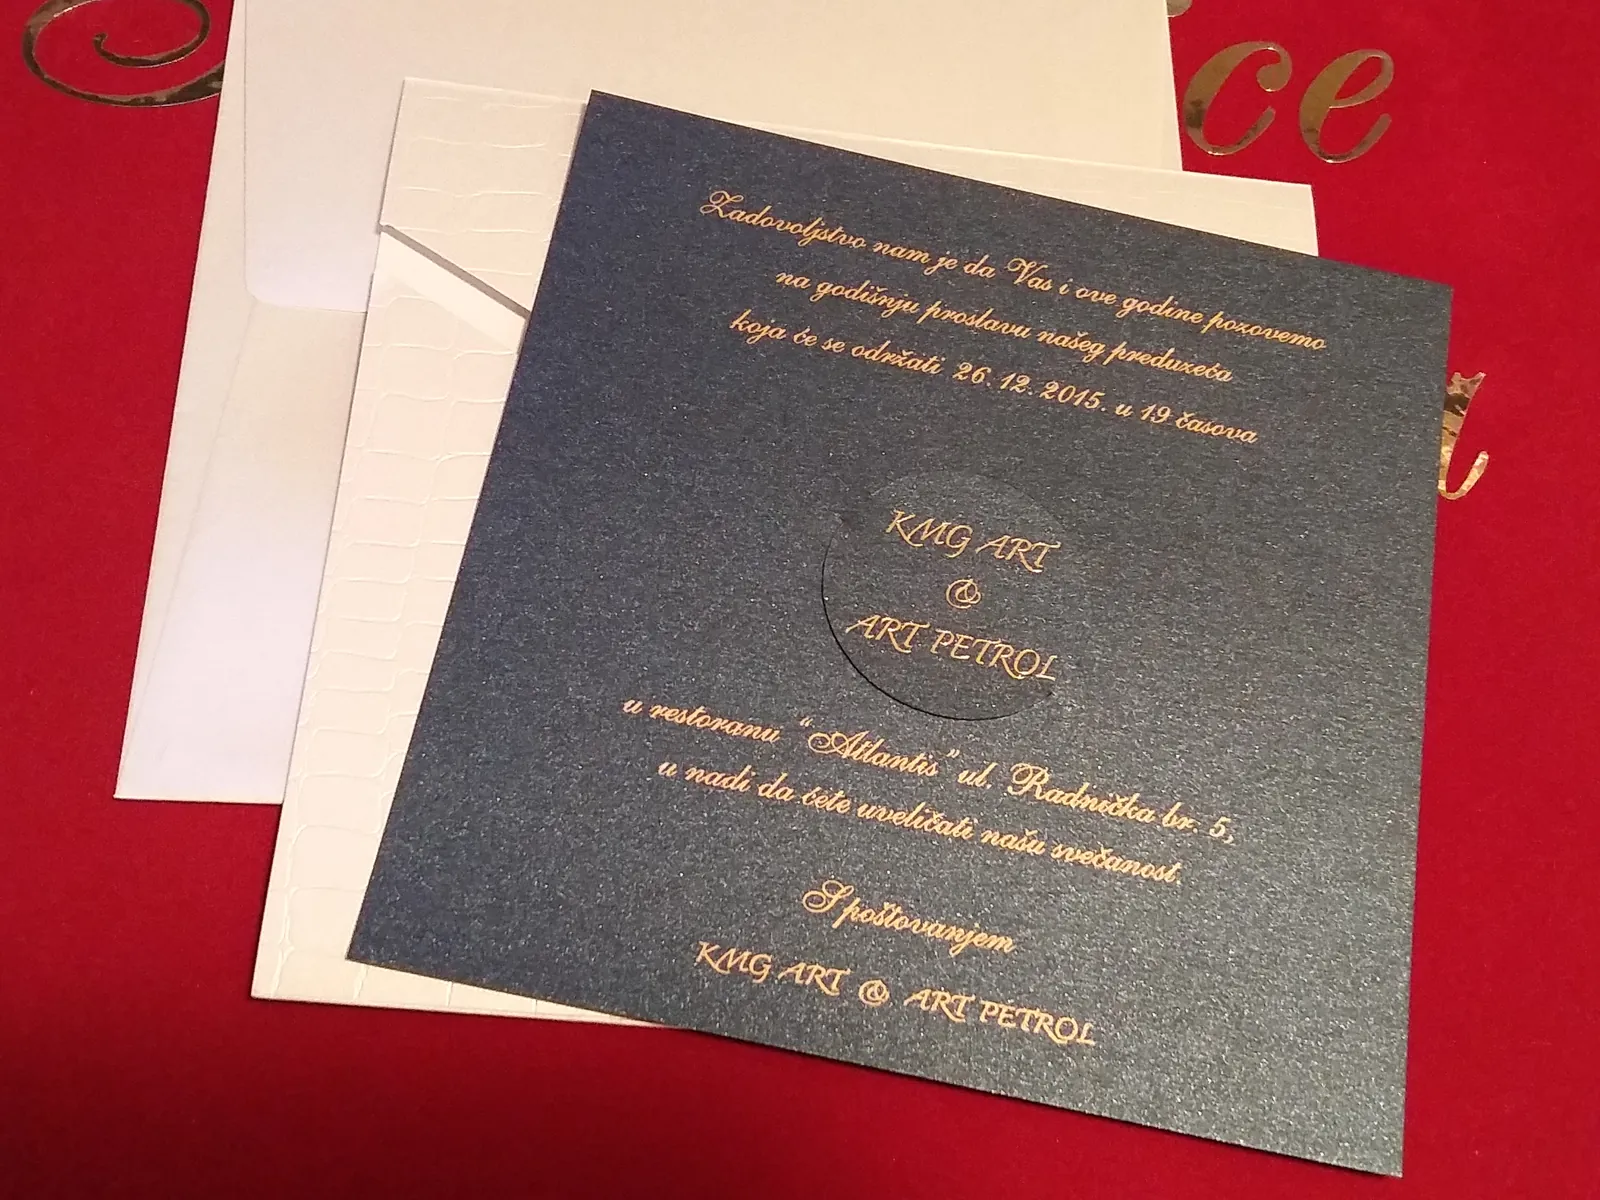 ce
Zadovoljstvo nam je da Vas i ove godine pozovemo
na godišnju proslavu našeg preduzeća
koja će se održati 26. 12. 2015. u 19 časova
KMG ART
&
ART PETROL
u restoranu “Atlantis” ul. Radnička br. 5,
u nadi da ćete uveličati našu svečanost.
S poštovanjem
KMG ART & ART PETROL